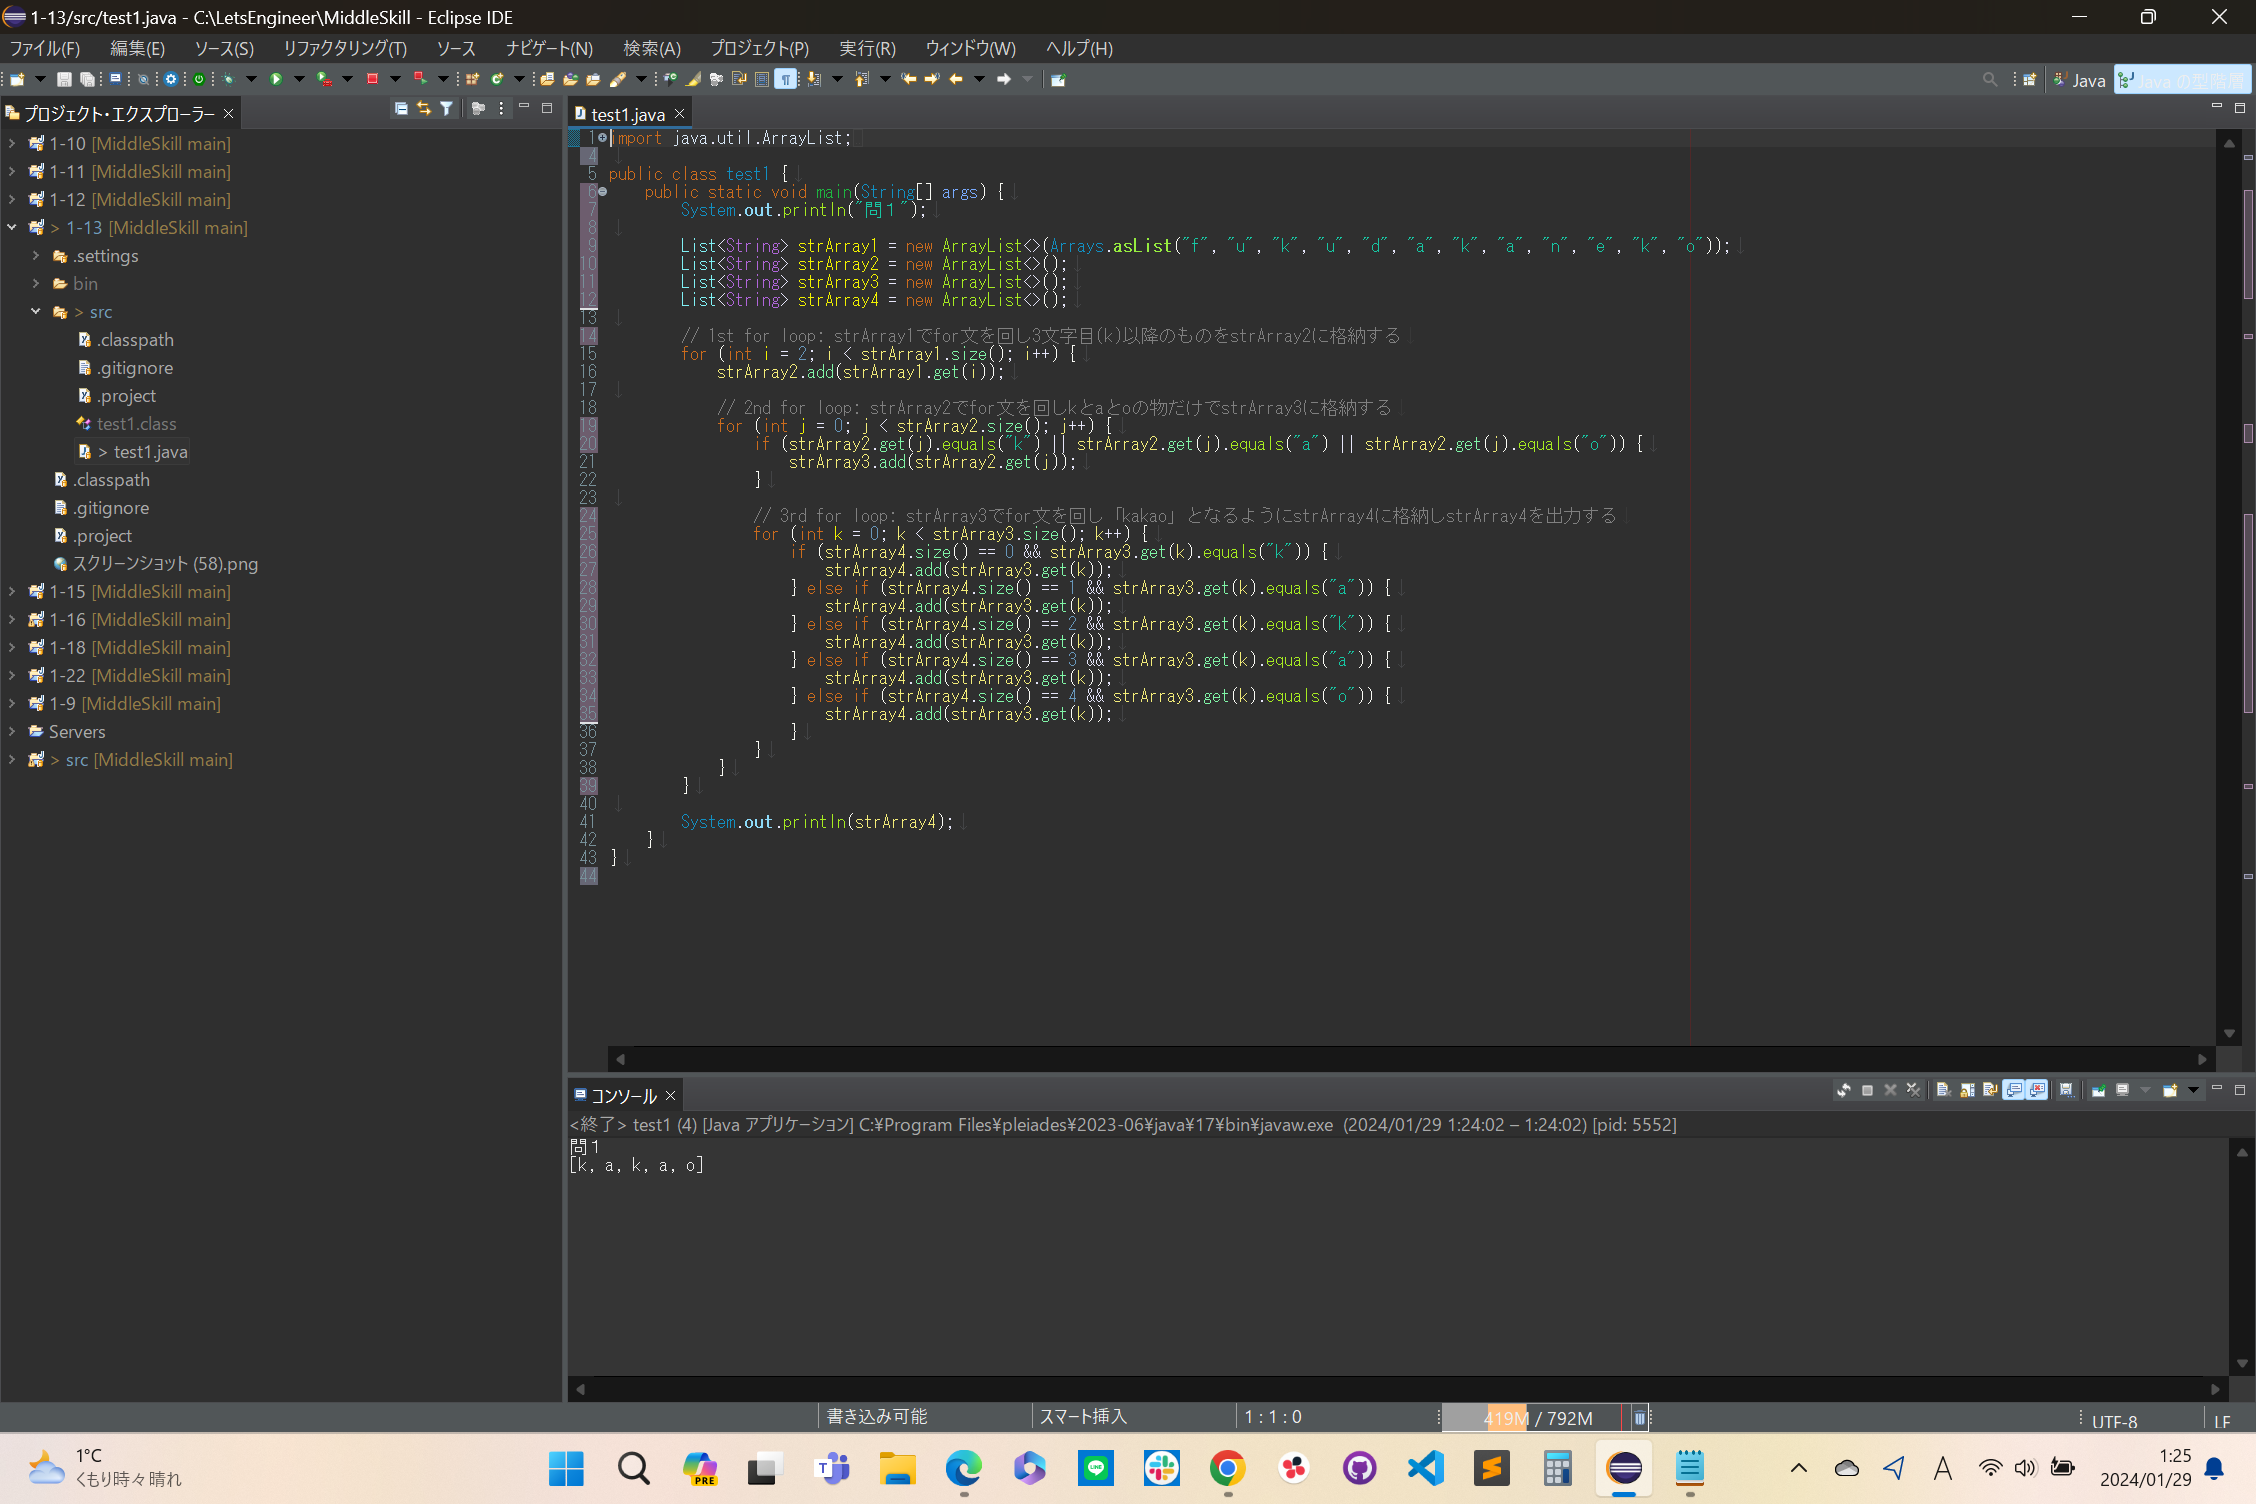 1-13/src/test1.java - C:\LetsEngineer\MiddleSkill - Eclipse IDE
ファイル(F) 編集(E) ソース(S) リファクタリング(T) ソース ナビゲート(N) 検索(A) プロジェクト(P) 実行(R) ウィンドウ(W) ヘルプ(H)
Java Java の型階層
プロジェクト・エクスプローラー
1-10 [MiddleSkill main]
1-11 [MiddleSkill main]
1-12 [MiddleSkill main]
> 1-13 [MiddleSkill main]
.settings
bin
> src
.classpath
.gitignore
.project
test1.class
> test1.java
.classpath
.gitignore
.project
スクリーンショット (58).png
1-15 [MiddleSkill main]
1-16 [MiddleSkill main]
1-18 [MiddleSkill main]
1-22 [MiddleSkill main]
1-9 [MiddleSkill main]
Servers
> src [MiddleSkill main]
test1.java
1 import java.util.ArrayList;
4
5 public class test1 {
6 public static void main(String[] args) {
7 System.out.println("問１");
8
9 List<String> strArray1 = new ArrayList<>(Arrays.asList("f", "u", "k", "u", "d", "a", "k", "a", "n", "e", "k", "o"));
10 List<String> strArray2 = new ArrayList<>();
11 List<String> strArray3 = new ArrayList<>();
12 List<String> strArray4 = new ArrayList<>();
13
14 // 1st for loop: strArray1でfor文を回し3文字目(k)以降のものをstrArray2に格納する
15 for (int i = 2; i < strArray1.size(); i++) {
16 strArray2.add(strArray1.get(i));
17
18 // 2nd for loop: strArray2でfor文を回しkとaとoの物だけでstrArray3に格納する
19 for (int j = 0; j < strArray2.size(); j++) {
20 if (strArray2.get(j).equals("k") || strArray2.get(j).equals("a") || strArray2.get(j).equals("o")) {
21 strArray3.add(strArray2.get(j));
22 }
23
24 // 3rd for loop: strArray3でfor文を回し「kakao」となるようにstrArray4に格納しstrArray4を出力する
25 for (int k = 0; k < strArray3.size(); k++) {
26 if (strArray4.size() == 0 && strArray3.get(k).equals("k")) {
27 strArray4.add(strArray3.get(k));
28 } else if (strArray4.size() == 1 && strArray3.get(k).equals("a")) {
29 strArray4.add(strArray3.get(k));
30 } else if (strArray4.size() == 2 && strArray3.get(k).equals("k")) {
31 strArray4.add(strArray3.get(k));
32 } else if (strArray4.size() == 3 && strArray3.get(k).equals("a")) {
33 strArray4.add(strArray3.get(k));
34 } else if (strArray4.size() == 4 && strArray3.get(k).equals("o")) {
35 strArray4.add(strArray3.get(k));
36 }
37 }
38 }
39 }
40
41 System.out.println(strArray4);
42 }
43 }
44
コンソール
<終了> test1 (4) [Java アプリケーション] C:¥Program Files¥pleiades¥2023-06¥java¥17¥bin¥javaw.exe (2024/01/29 1:24:02 – 1:24:02) [pid: 5552]
問１
[k, a, k, a, o]
書き込み可能 スマート挿入 1 : 1 : 0 419M / 792M UTF-8 LF
1°C
くもり時々晴れ
PRE
LINE
A
1:25
2024/01/29